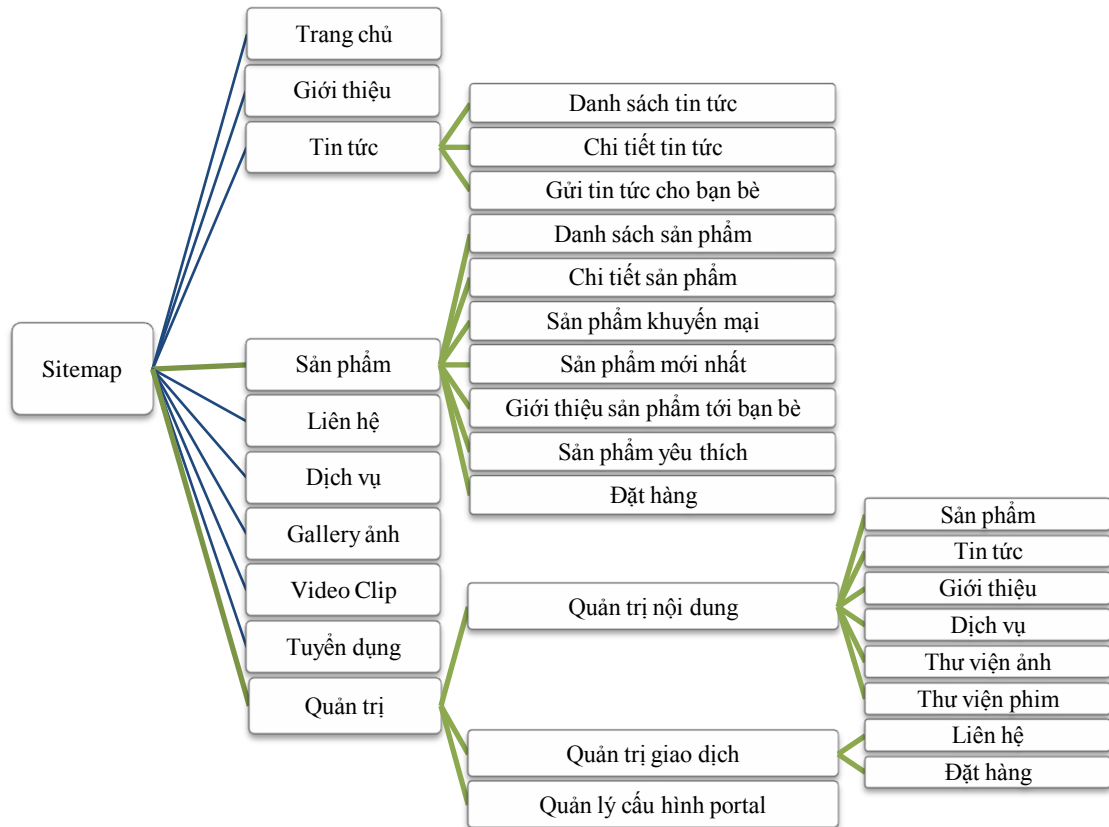 Sitemap
Trang chủ
Giới thiệu
Tin tức
Danh sách tin tức
Chi tiết tin tức
Gửi tin tức cho bạn bè
Sản phẩm
Danh sách sản phẩm
Chi tiết sản phẩm
Sản phẩm khuyến mại
Sản phẩm mới nhất
Giới thiệu sản phẩm tới bạn bè
Sản phẩm yêu thích
Đặt hàng
Liên hệ
Dịch vụ
Gallery ảnh
Video Clip
Tuyển dụng
Quản trị
Quản trị nội dung
Sản phẩm
Tin tức
Giới thiệu
Dịch vụ
Thư viện ảnh
Thư viện phim
Quản trị giao dịch
Liên hệ
Đặt hàng
Quản lý cấu hình portal